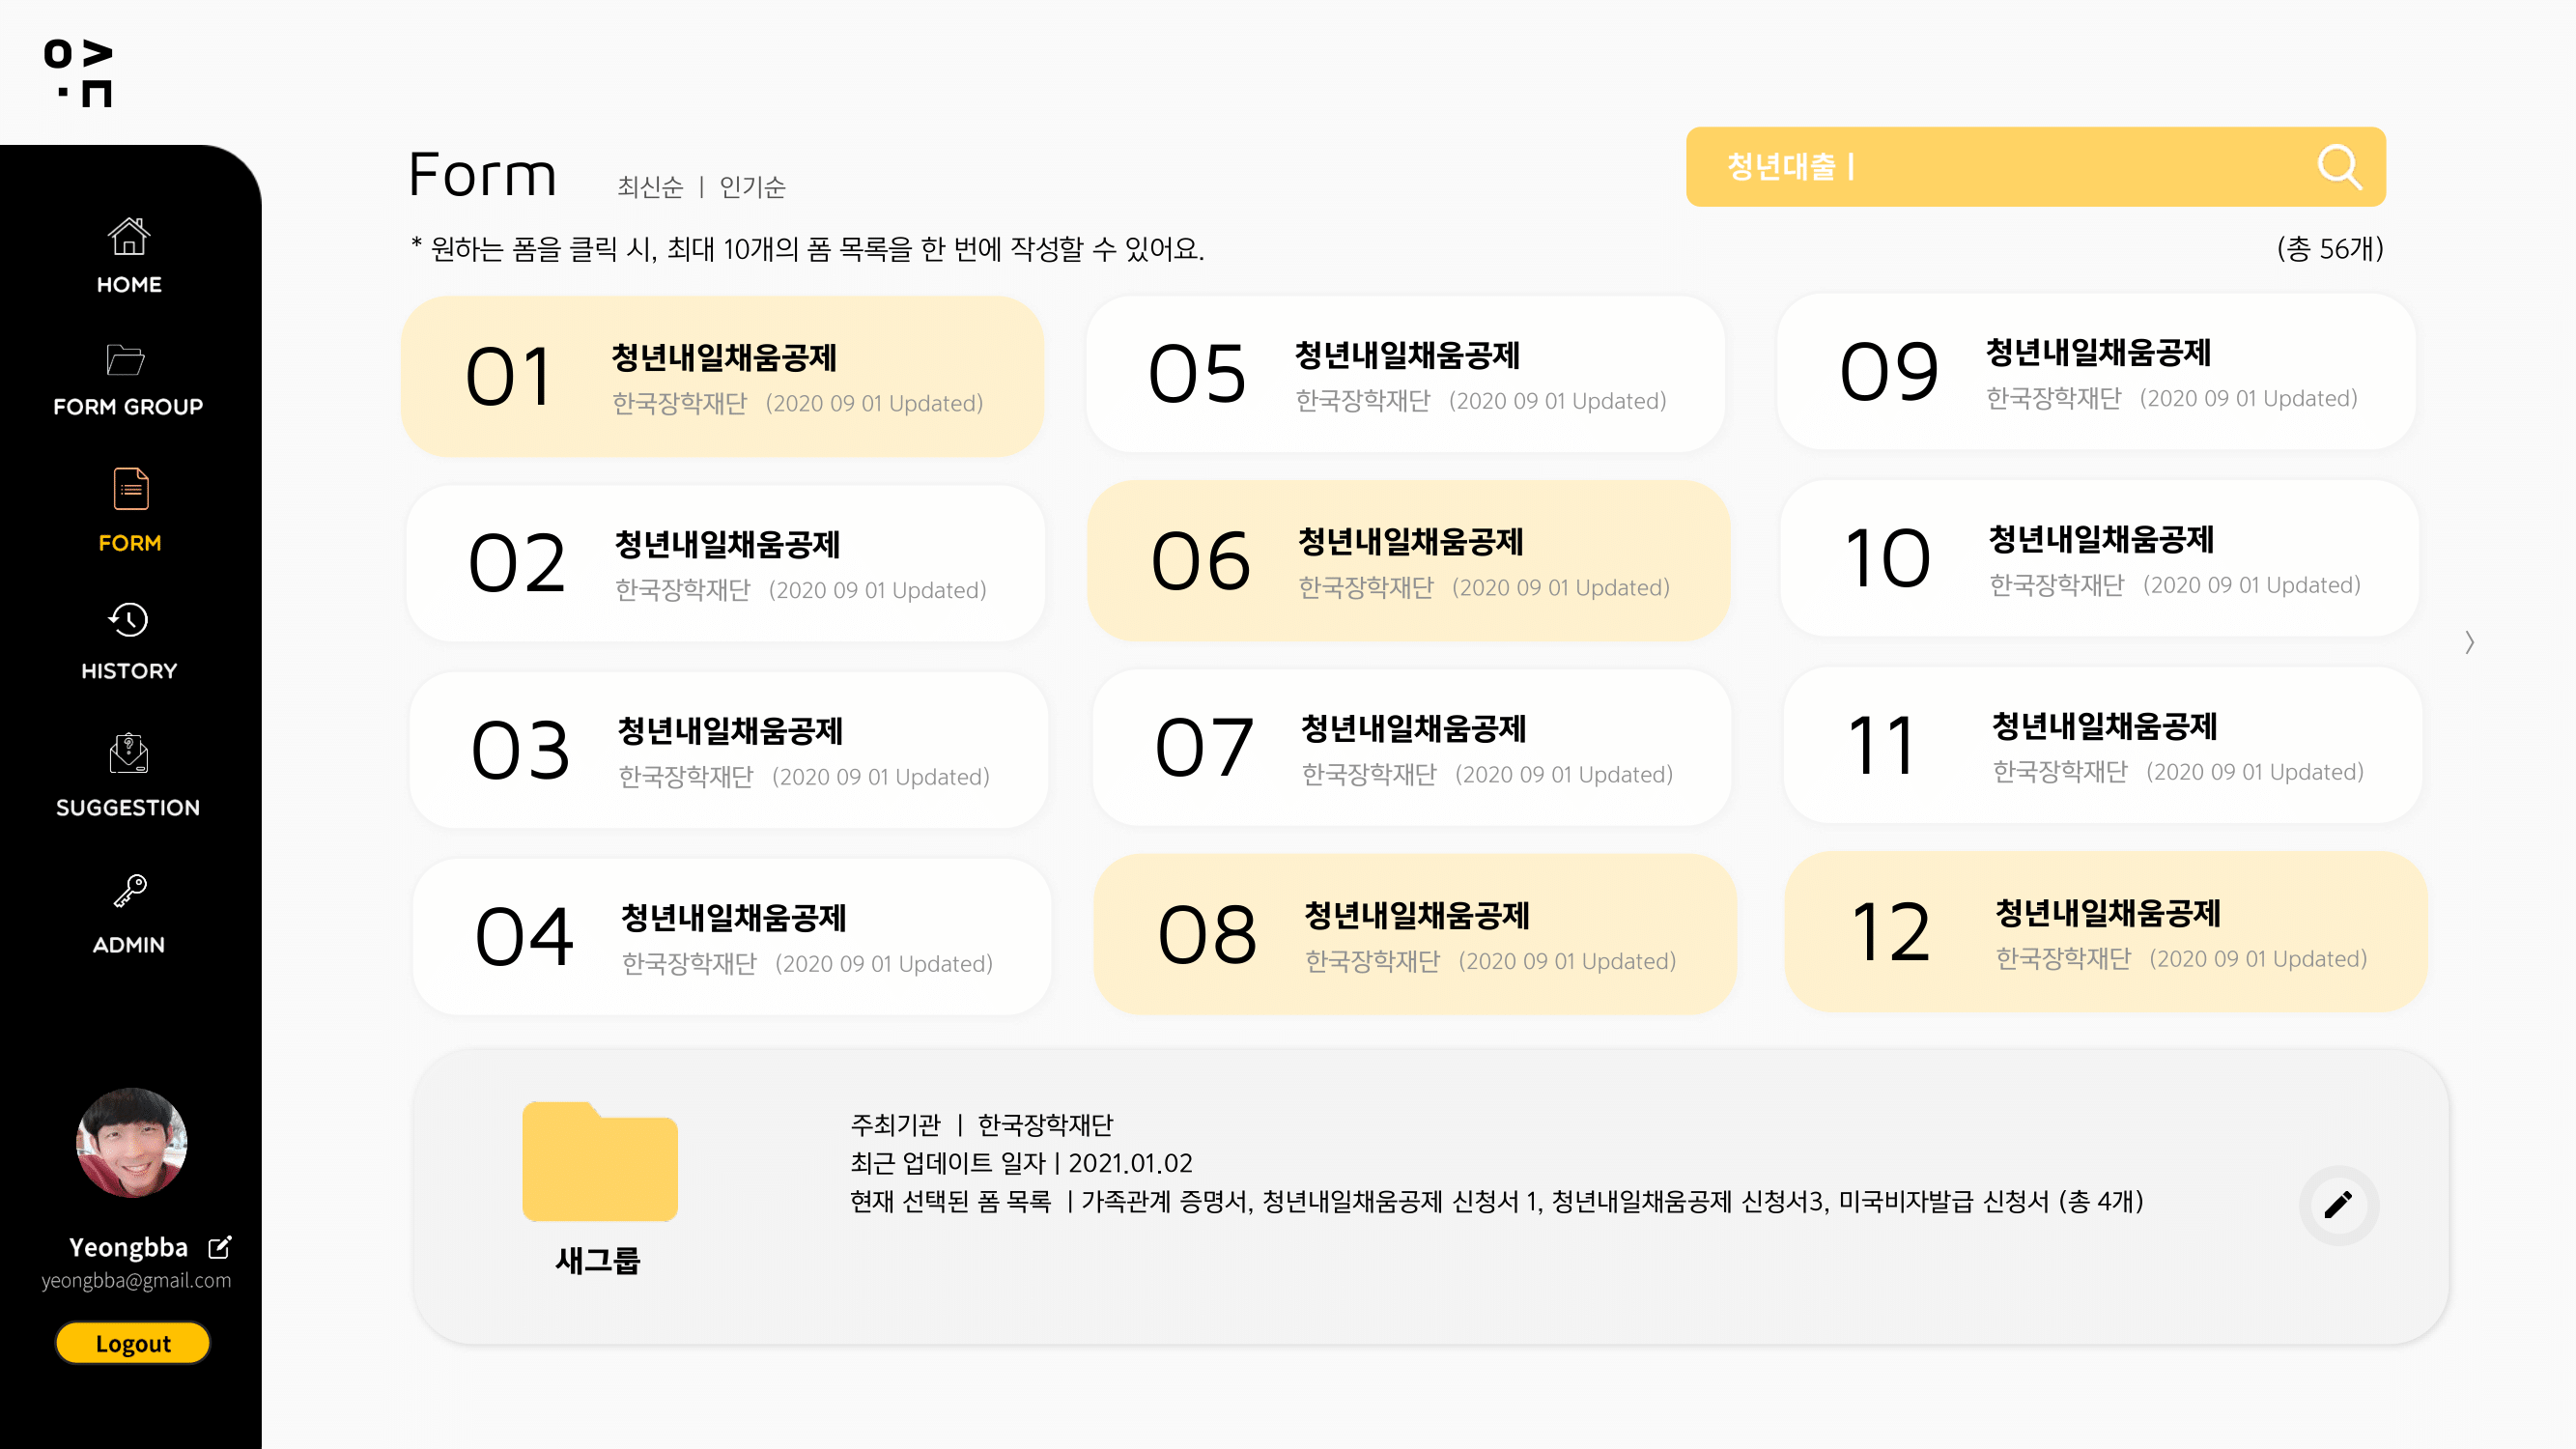 HOME
FORM GROUP
FORM
HISTORY
SUGGESTION
ADMIN
Yeongbba
yeongbba@gmail.com
Logout
Form 최신순 | 인기순
청년대출 |
* 원하는 폼을 클릭 시, 최대 10개의 폼 목록을 한 번에 작성할 수 있어요.
(총 56개)
01 청년내일채움공제
한국장학재단 (2020 09 01 Updated)
02 청년내일채움공제
한국장학재단 (2020 09 01 Updated)
03 청년내일채움공제
한국장학재단 (2020 09 01 Updated)
04 청년내일채움공제
한국장학재단 (2020 09 01 Updated)
05 청년내일채움공제
한국장학재단 (2020 09 01 Updated)
06 청년내일채움공제
한국장학재단 (2020 09 01 Updated)
07 청년내일채움공제
한국장학재단 (2020 09 01 Updated)
08 청년내일채움공제
한국장학재단 (2020 09 01 Updated)
09 청년내일채움공제
한국장학재단 (2020 09 01 Updated)
10 청년내일채움공제
한국장학재단 (2020 09 01 Updated)
11 청년내일채움공제
한국장학재단 (2020 09 01 Updated)
12 청년내일채움공제
한국장학재단 (2020 09 01 Updated)
새그룹
주최기관 | 한국장학재단
최근 업데이트 일자 | 2021.01.02
현재 선택된 폼 목록 | 가족관계 증명서, 청년내일채움공제 신청서 1, 청년내일채움공제 신청서3, 미국비자발급 신청서 (총 4개)